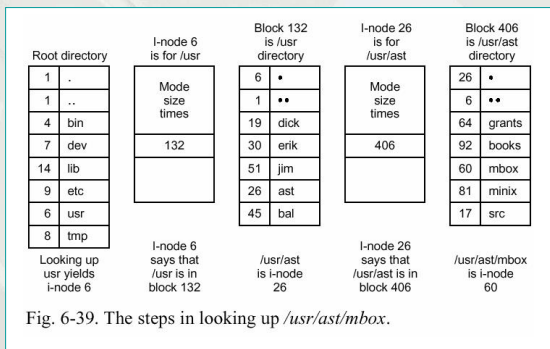 Root directory
1 .
1 ..
4 bin
7 dev
14 lib
9 etc
6 usr
8 tmp
Looking up
usr yields
i-node 6
I-node 6
is for /usr
Mode
size
times
132
I-node 6
says that
/usr is in
block 132
Block 132
is /usr
directory
6 •
1 ••
19 dick
30 erik
51 jim
26 ast
45 bal
/usr/ast
is i-node
26
I-node 26
is for
/usr/ast
Mode
size
times
406
I-node 26
says that
/usr/ast is in
block 406
Block 406
is /usr/ast
directory
26 •
6 ••
64 grants
92 books
60 mbox
81 minix
17 src
/usr/ast/mbox
is i-node
60
Fig. 6-39. The steps in looking up /usr/ast/mbox.